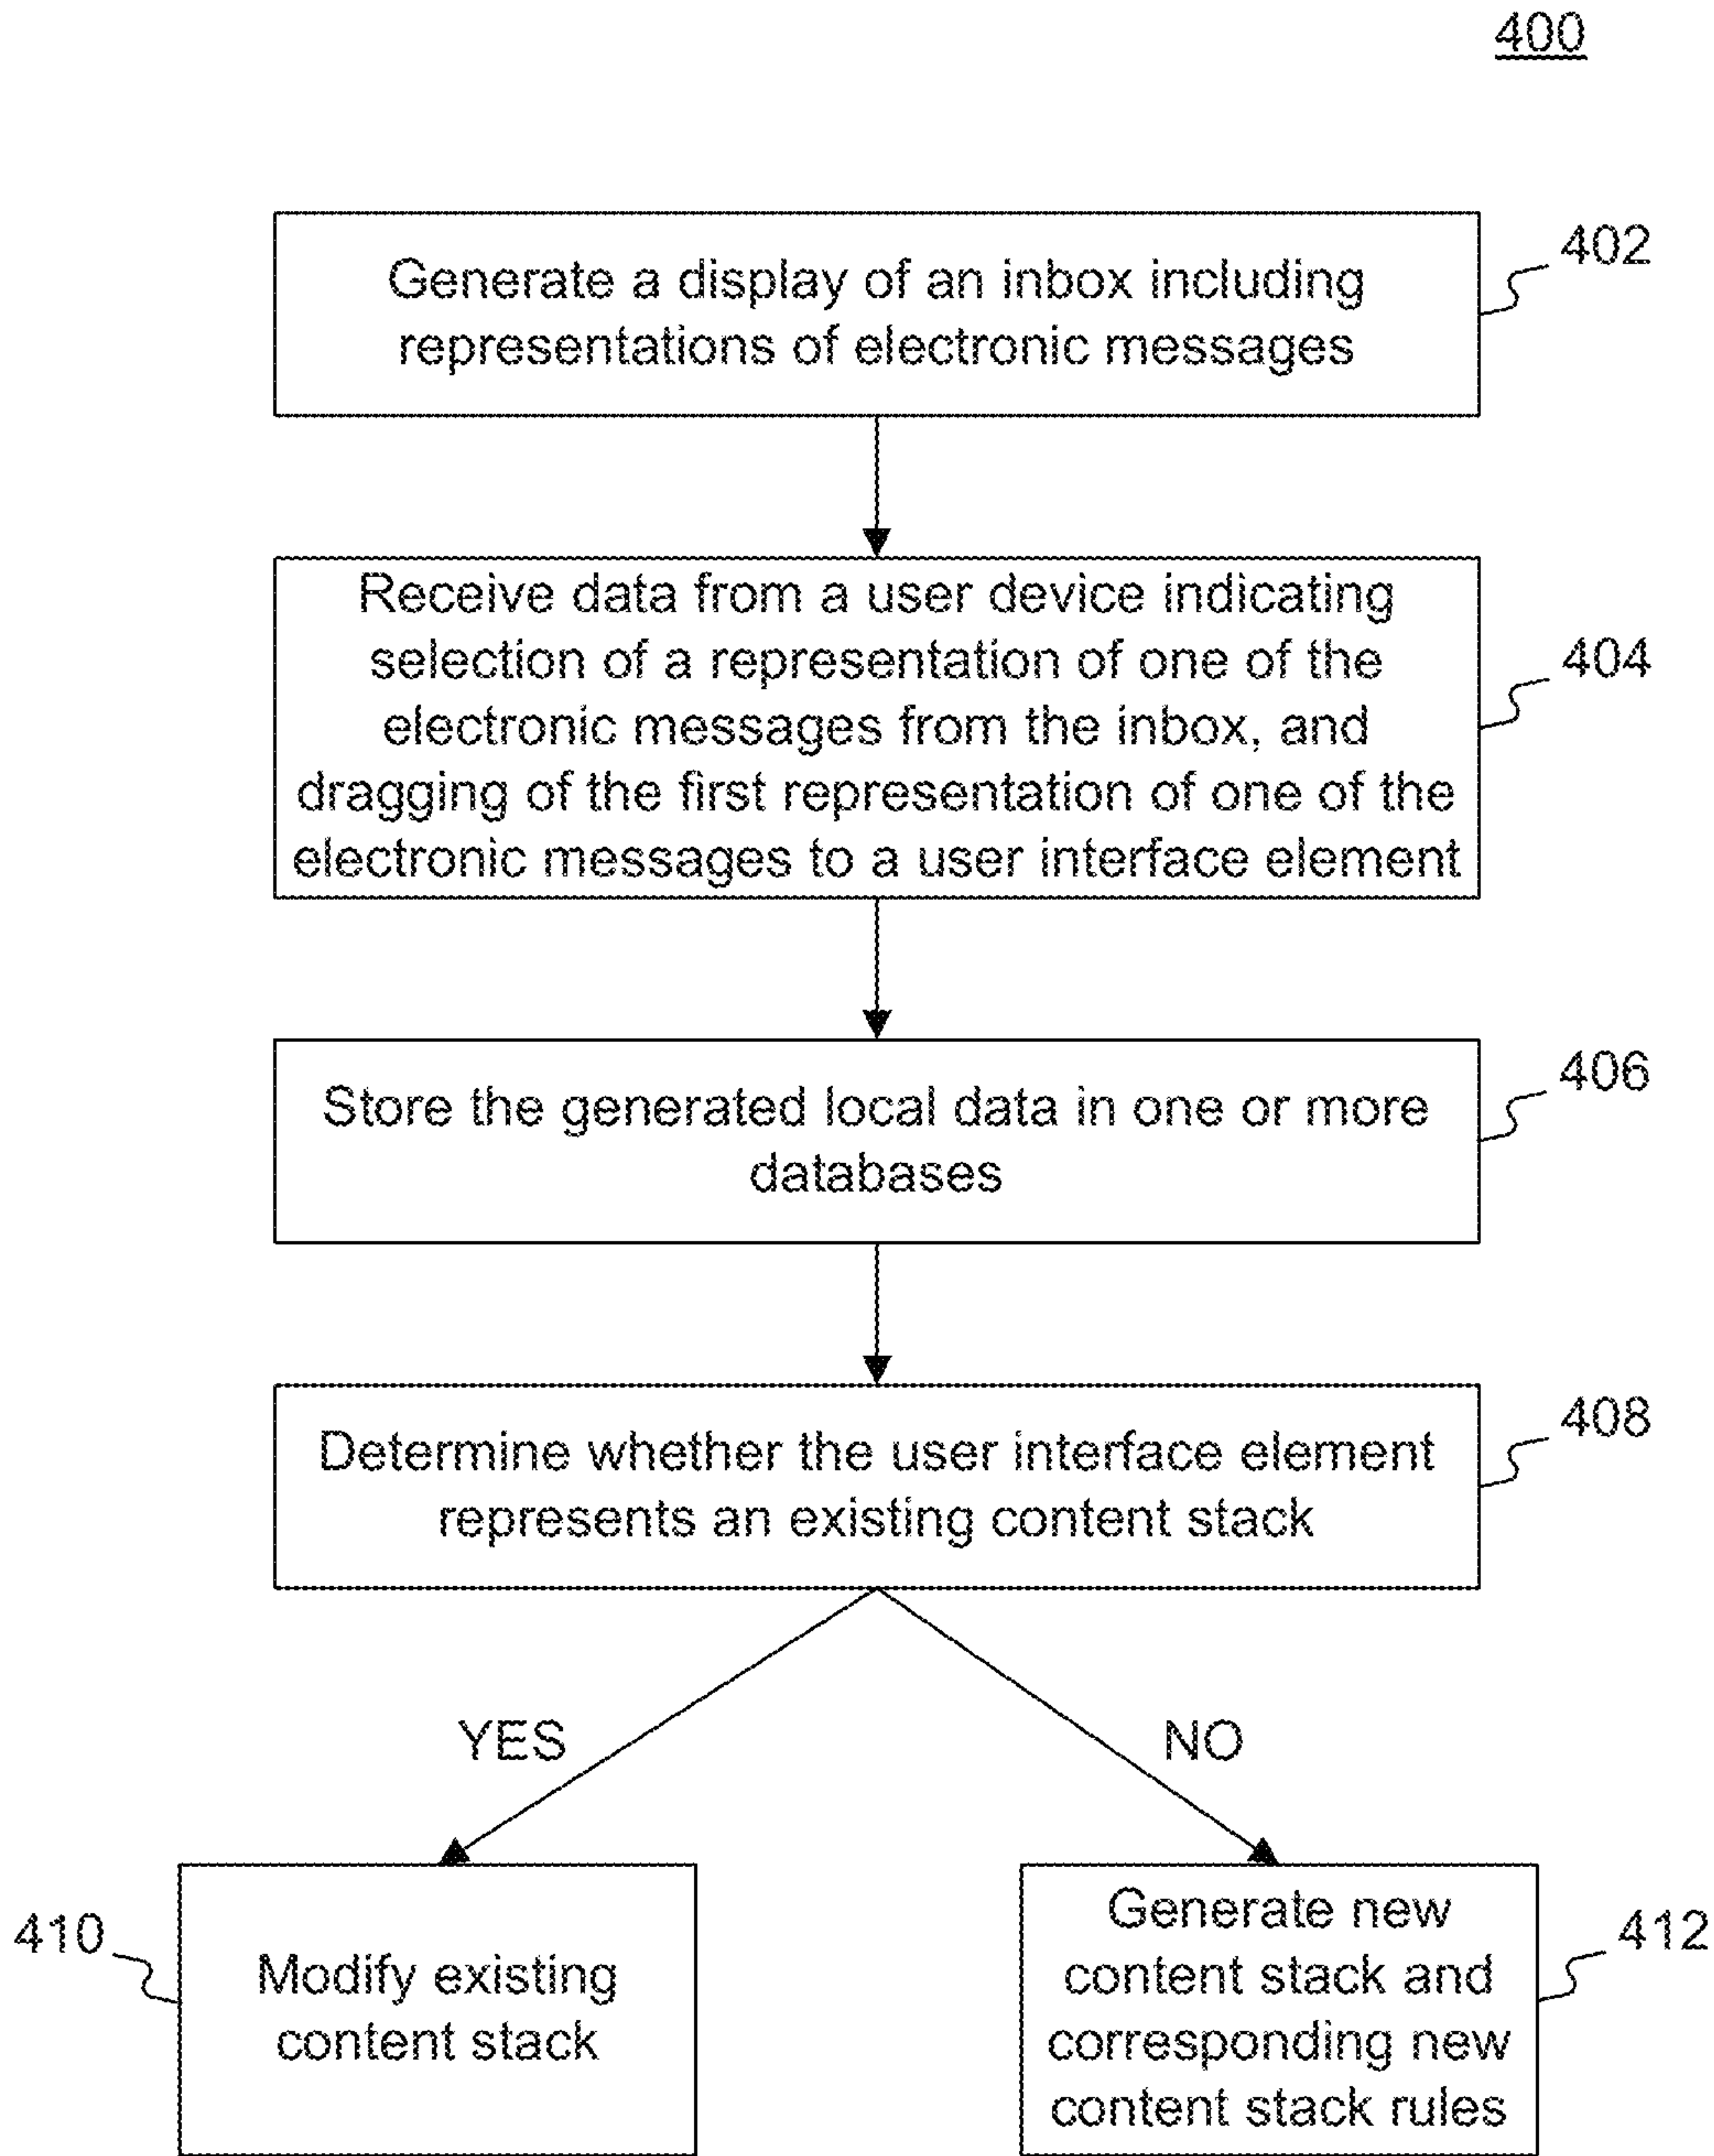 400
Generate a display of an inbox including
representations of electronic messages
402
Receive data from a user device indicating
selection of a representation of one of the
electronic messages from the inbox, and
dragging of the first representation of one of the
electronic messages to a user interface element
404
Store the generated local data in one or more
databases
406
Determine whether the user interface element
represents an existing content stack
408
YES
NO
410
Modify existing
content stack
Generate new
content stack and
corresponding new
content stack rules
412